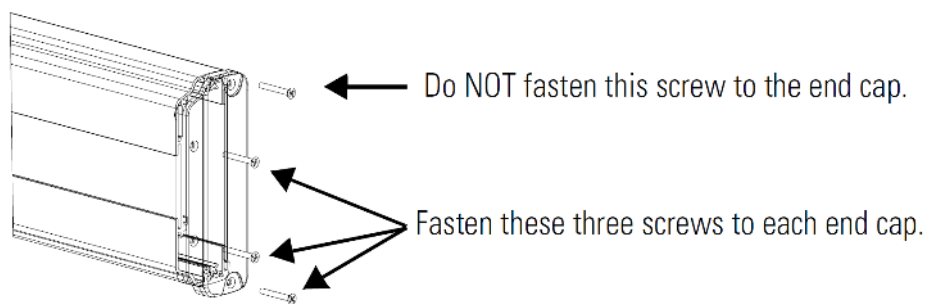 Do NOT fasten this screw to the end cap.
Fasten these three screws to each end cap.